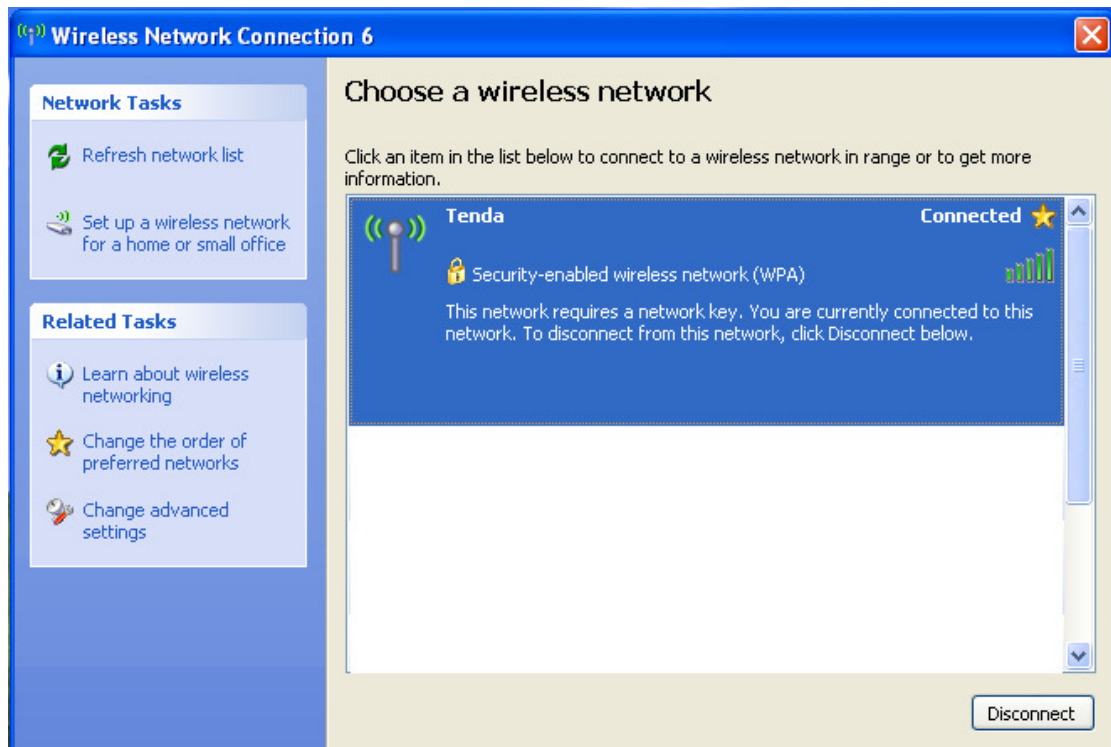 Wireless Network Connection 6
Network Tasks
Refresh network list
Set up a wireless network
for a home or small office
Related Tasks
Learn about wireless
networking
Change the order of
preferred networks
Change advanced
settings
Choose a wireless network
Click an item in the list below to connect to a wireless network in range or to get more
information.
Tenda Connected
Security-enabled wireless network (WPA)
This network requires a network key. You are currently connected to this
network. To disconnect from this network, click Disconnect below.
Disconnect